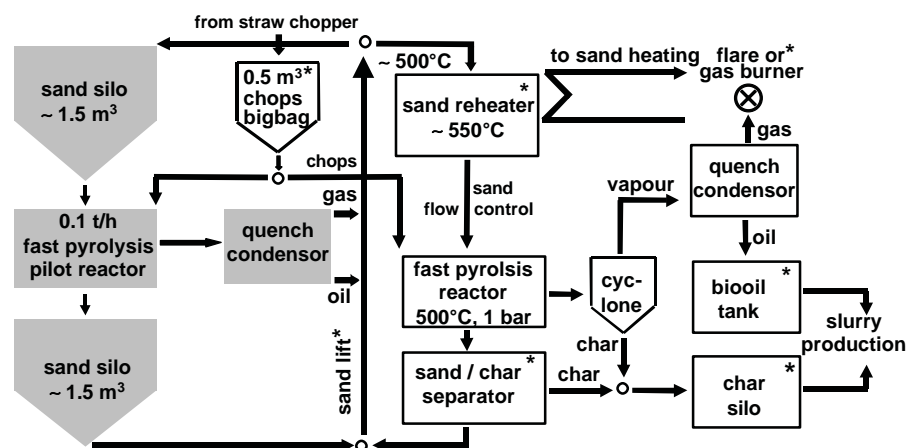 from straw chopper
sand silo
~ 1.5 m³
0.5 m³*
chops
bigbag
~ 500°C
*
sand reheater
~ 550°C
to sand heating
flare or*
gas burner
gas
quench
condensor
chops
vapour
sand
flow control
gas
0.1 t/h
fast pyrolysis
pilot reactor
quench
condensor
oil
oil
fast pyrolsis
reactor
500°C, 1 bar
cyc-
lone
*
biooil
tank
slurry
production
sand silo
~ 1.5 m³
sand lift*
*
sand / char
separator
char
char
*
char
silo